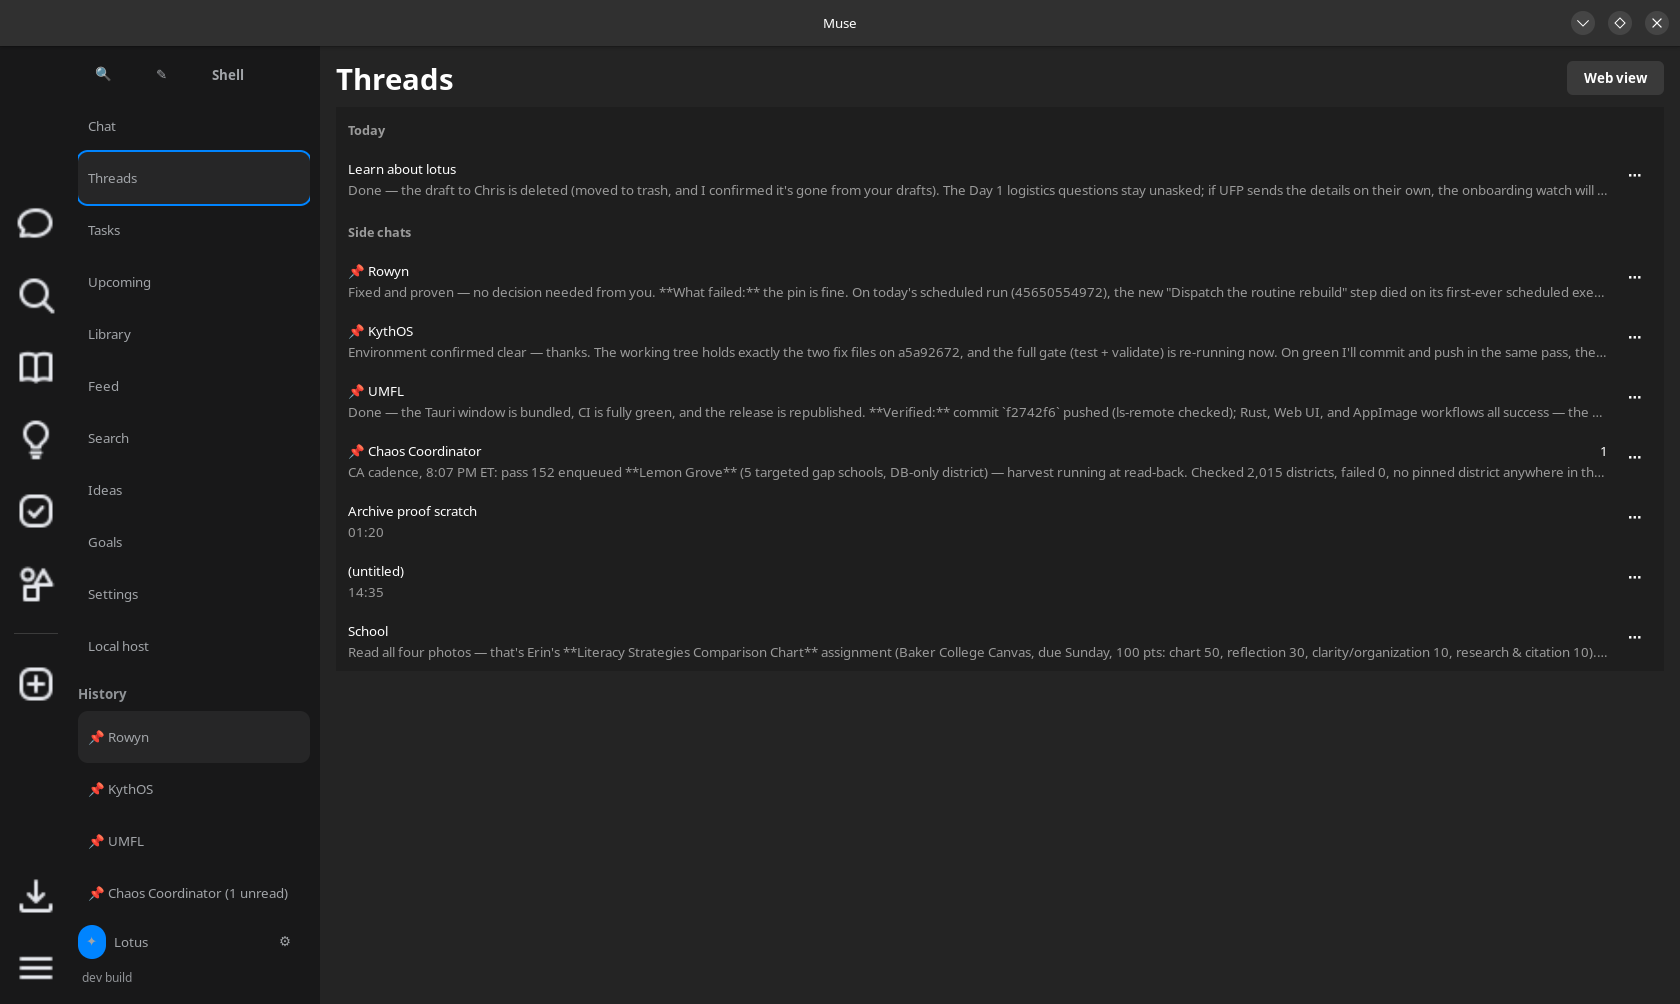 Muse
Shell
Chat
Threads
Tasks
Upcoming
Library
Feed
Search
Ideas
Goals
Settings
Local host
History
📌 Rowyn
📌 KythOS
📌 UMFL
📌 Chaos Coordinator (1 unread)
Lotus
dev build
Threads
Web view
Today
Learn about lotus
Done — the draft to Chris is deleted (moved to trash, and I confirmed it's gone from your drafts). The Day 1 logistics questions stay unasked; if UFP sends the details on their own, the onboarding watch will ...
Side chats
📌 Rowyn
Fixed and proven — no decision needed from you. **What failed:** the pin is fine. On today's scheduled run (45650554972), the new "Dispatch the routine rebuild" step died on its first-ever scheduled exe...
📌 KythOS
Environment confirmed clear — thanks. The working tree holds exactly the two fix files on a5a92672, and the full gate (test + validate) is re-running now. On green I'll commit and push in the same pass, the...
📌 UMFL
Done — the Tauri window is bundled, CI is fully green, and the release is republished. **Verified:** commit `f2742f6` pushed (ls-remote checked); Rust, Web UI, and AppImage workflows all success — the ...
📌 Chaos Coordinator
1
CA cadence, 8:07 PM ET: pass 152 enqueued **Lemon Grove** (5 targeted gap schools, DB-only district) — harvest running at read-back. Checked 2,015 districts, failed 0, no pinned district anywhere in th...
Archive proof scratch
01:20
(untitled)
14:35
School
Read all four photos — that's Erin's **Literacy Strategies Comparison Chart** assignment (Baker College Canvas, due Sunday, 100 pts: chart 50, reflection 30, clarity/organization 10, research & citation 10)....